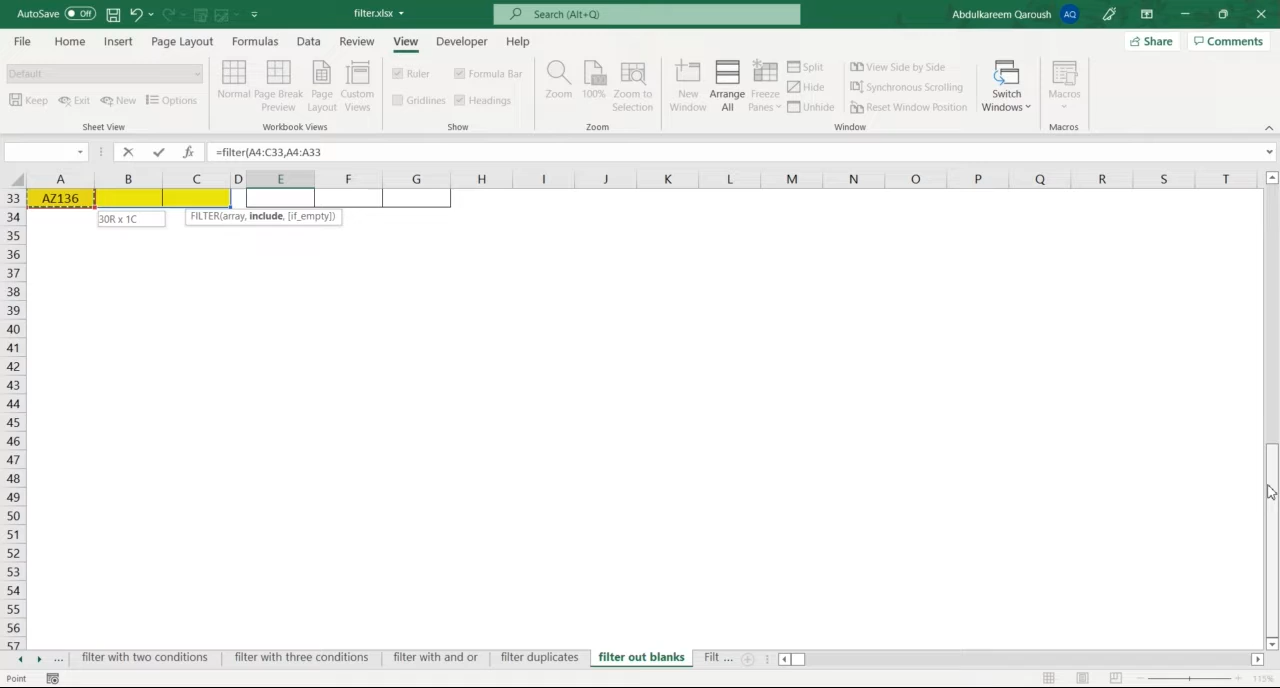 AutoSave Off filter.xlsx Search (Alt+Q) Abdulkareem Qaroush AQ
File Home Insert Page Layout Formulas Data Review View Developer Help Share Comments
Default
Keep Exit New Options
Sheet View
Normal Page Break Preview Page Layout Custom Views
Workbook Views
Ruler Formula Bar
Gridlines Headings
Show
Zoom 100% Zoom to Selection
Zoom
New Window Arrange All Freeze Panes
Split
Hide
Unhide
View Side by Side
Synchronous Scrolling
Reset Window Position
Switch Windows
Window
Macros
Macros
=filter(A4:C33,A4:A33
A B C D E F G H I J K L M N O P Q R S T
33 AZ136
34 30R x 1C FILTER(array, include, [if_empty])
35
36
37
38
39
40
41
42
43
44
45
46
47
48
49
50
51
52
53
54
55
56
57
... filter with two conditions filter with three conditions filter with and or filter duplicates filter out blanks Filt ...
Point 115%